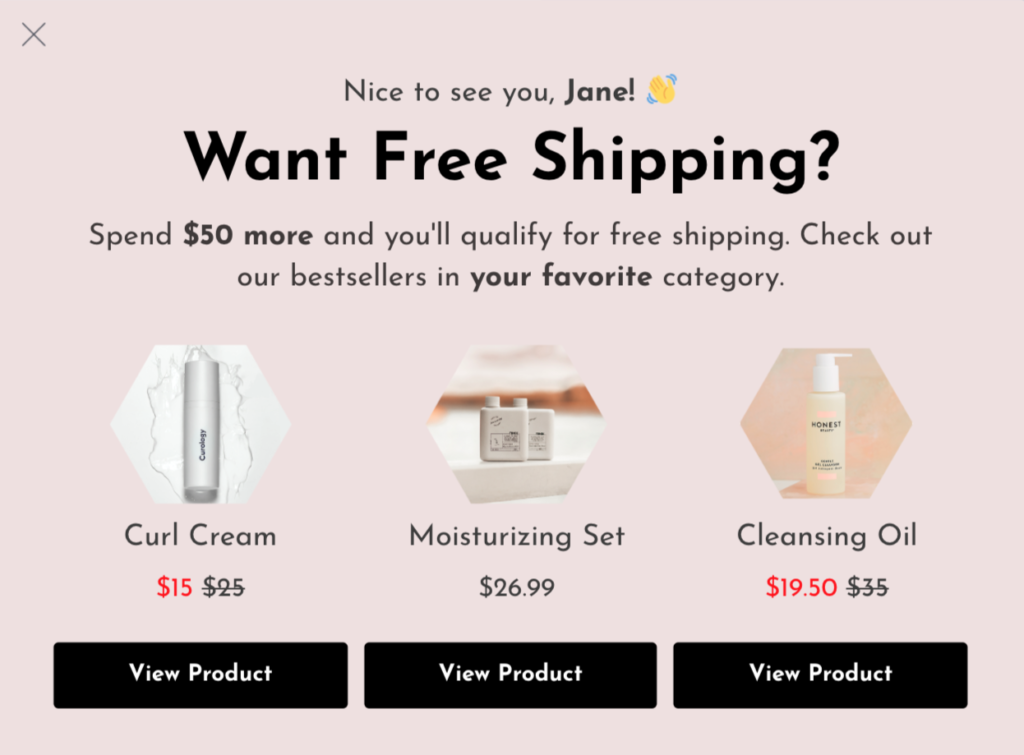 Nice to see you, Jane! 👋
Want Free Shipping?
Spend $50 more and you'll qualify for free shipping. Check out
our bestsellers in your favorite category.
Curology
HONEST
BEAUTY
Curl Cream
Moisturizing Set
Cleansing Oil
$15 $25
$26.99
$19.50 $35
View Product
View Product
View Product